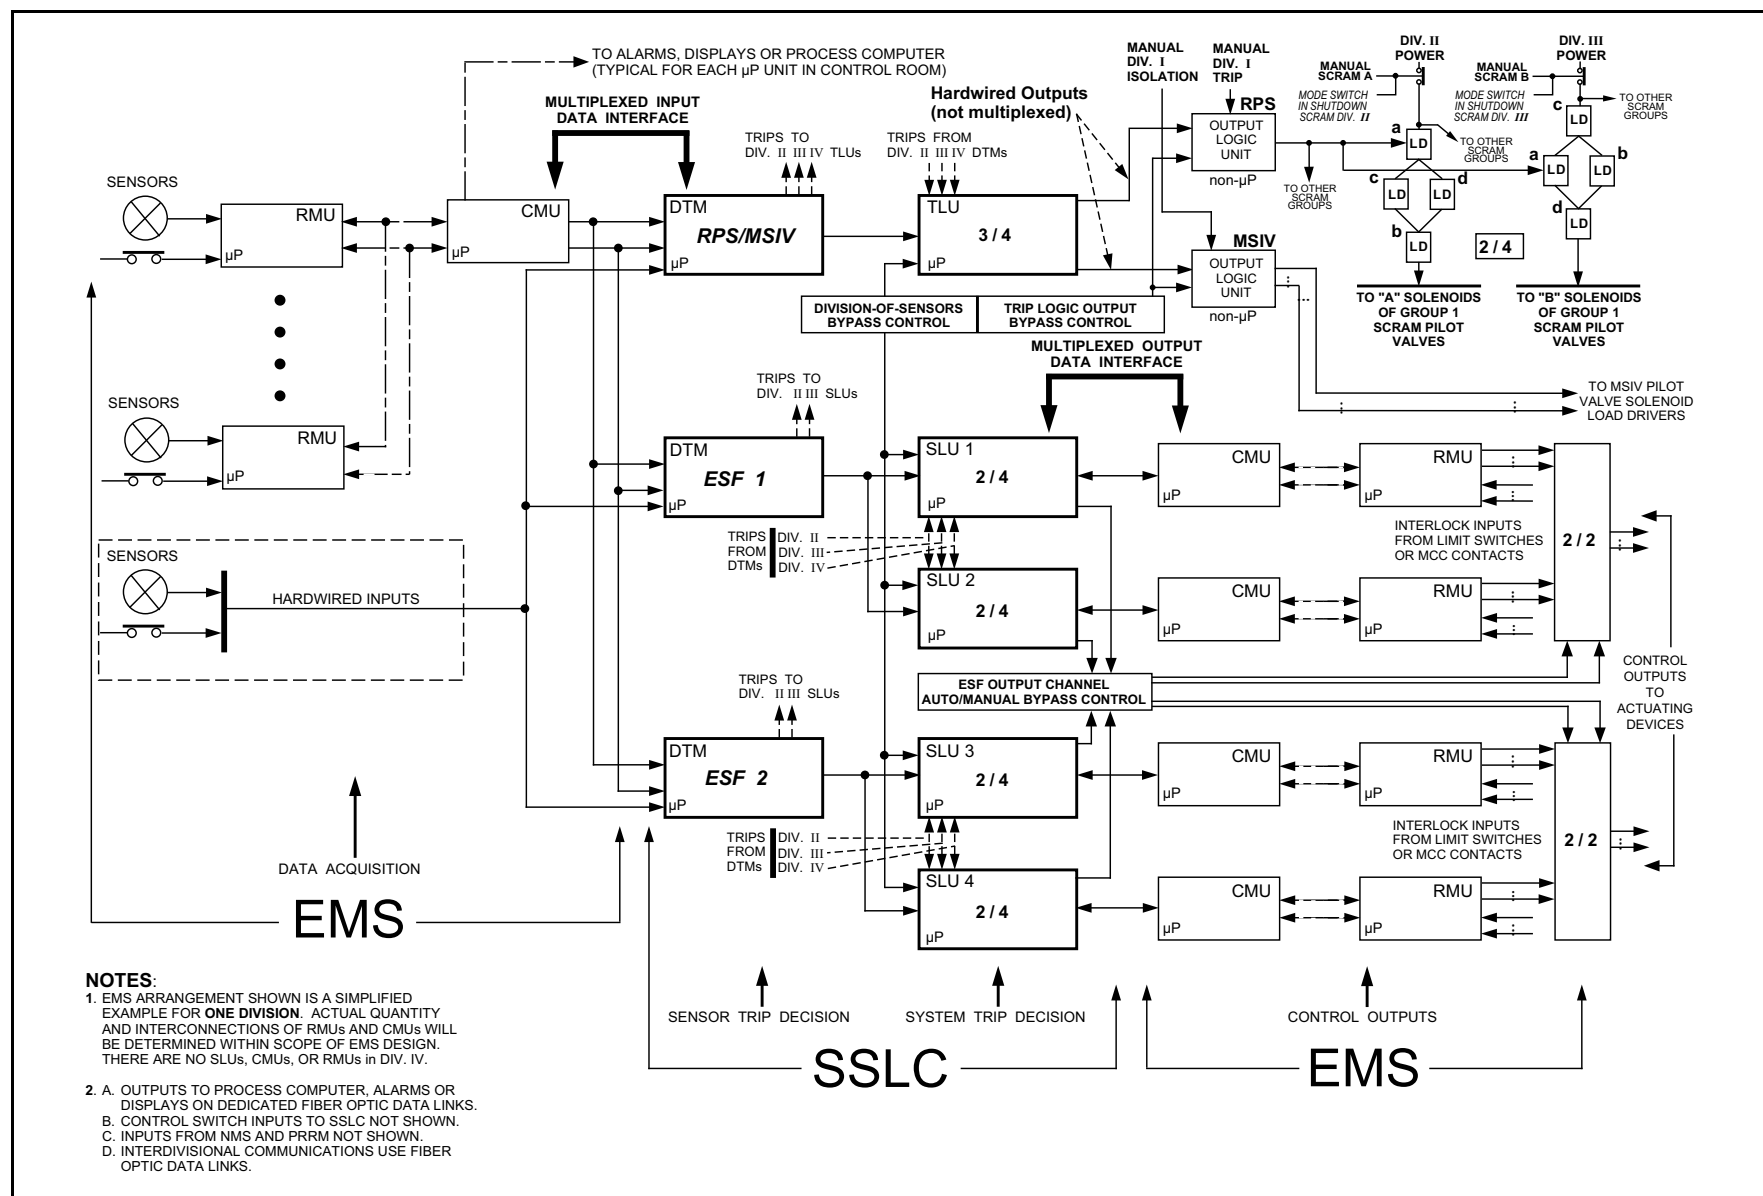 TO ALARMS, DISPLAYS OR PROCESS COMPUTER
(TYPICAL FOR EACH µP UNIT IN CONTROL ROOM)
MULTIPLEXED INPUT
DATA INTERFACE
Hardwired Outputs
(not multiplexed)
MANUAL
DIV. I
ISOLATION
MANUAL
DIV. I
TRIP
DIV. II
POWER
MANUAL
SCRAM A
MODE SWITCH
IN SHUTDOWN
SCRAM DIV. II
DIV. III
POWER
MANUAL
SCRAM B
MODE SWITCH
IN SHUTDOWN
SCRAM DIV. III
TO OTHER
SCRAM
GROUPS
TO OTHER
SCRAM
GROUPS
SENSORS
RMU
µP
CMU
µP
DTM
RPS/MSIV
µP
TRIPS TO
DIV. II III IV TLUs
TRIPS FROM
DIV. II III IV DTMs
TLU
3 / 4
µP
RPS
OUTPUT
LOGIC
UNIT
non-µP
TO OTHER
SCRAM
GROUPS
MSIV
OUTPUT
LOGIC
UNIT
non-µP
a
LD
c
LD
d
LD
b
LD
c
LD
a
LD
b
LD
d
LD
2 / 4
TO "A" SOLENOIDS
OF GROUP 1
SCRAM PILOT
VALVES
TO "B" SOLENOIDS
OF GROUP 1
SCRAM PILOT
VALVES
DIVISION-OF-SENSORS
BYPASS CONTROL
TRIP LOGIC OUTPUT
BYPASS CONTROL
MULTIPLEXED OUTPUT
DATA INTERFACE
TO MSIV PILOT
VALVE SOLENOID
LOAD DRIVERS
SENSORS
RMU
µP
TRIPS TO
DIV. II III SLUs
DTM
ESF 1
µP
SLU 1
2 / 4
µP
CMU
µP
RMU
µP
INTERLOCK INPUTS
FROM LIMIT SWITCHES
OR MCC CONTACTS
2 / 2
TRIPS
FROM
DTMs
DIV. II
DIV. III
DIV. IV
SLU 2
2 / 4
µP
CMU
µP
RMU
µP
SENSORS
HARDWIRED INPUTS
ESF OUTPUT CHANNEL
AUTO/MANUAL BYPASS CONTROL
CONTROL
OUTPUTS
TO
ACTUATING
DEVICES
TRIPS TO
DIV. II III SLUs
DTM
ESF 2
µP
SLU 3
2 / 4
µP
CMU
µP
RMU
µP
INTERLOCK INPUTS
FROM LIMIT SWITCHES
OR MCC CONTACTS
2 / 2
TRIPS
FROM
DTMs
DIV. II
DIV. III
DIV. IV
SLU 4
2 / 4
µP
CMU
µP
RMU
µP
DATA ACQUISITION
EMS
SENSOR TRIP DECISION
SYSTEM TRIP DECISION
SSLC
CONTROL OUTPUTS
EMS
NOTES:
1. EMS ARRANGEMENT SHOWN IS A SIMPLIFIED
EXAMPLE FOR ONE DIVISION. ACTUAL QUANTITY
AND INTERCONNECTIONS OF RMUs AND CMUs WILL
BE DETERMINED WITHIN SCOPE OF EMS DESIGN.
THERE ARE NO SLUs, CMUs, OR RMUs in DIV. IV.
2. A. OUTPUTS TO PROCESS COMPUTER, ALARMS OR
DISPLAYS ON DEDICATED FIBER OPTIC DATA LINKS.
B. CONTROL SWITCH INPUTS TO SSLC NOT SHOWN.
C. INPUTS FROM NMS AND PRRM NOT SHOWN.
D. INTERDIVISIONAL COMMUNICATIONS USE FIBER
OPTIC DATA LINKS.